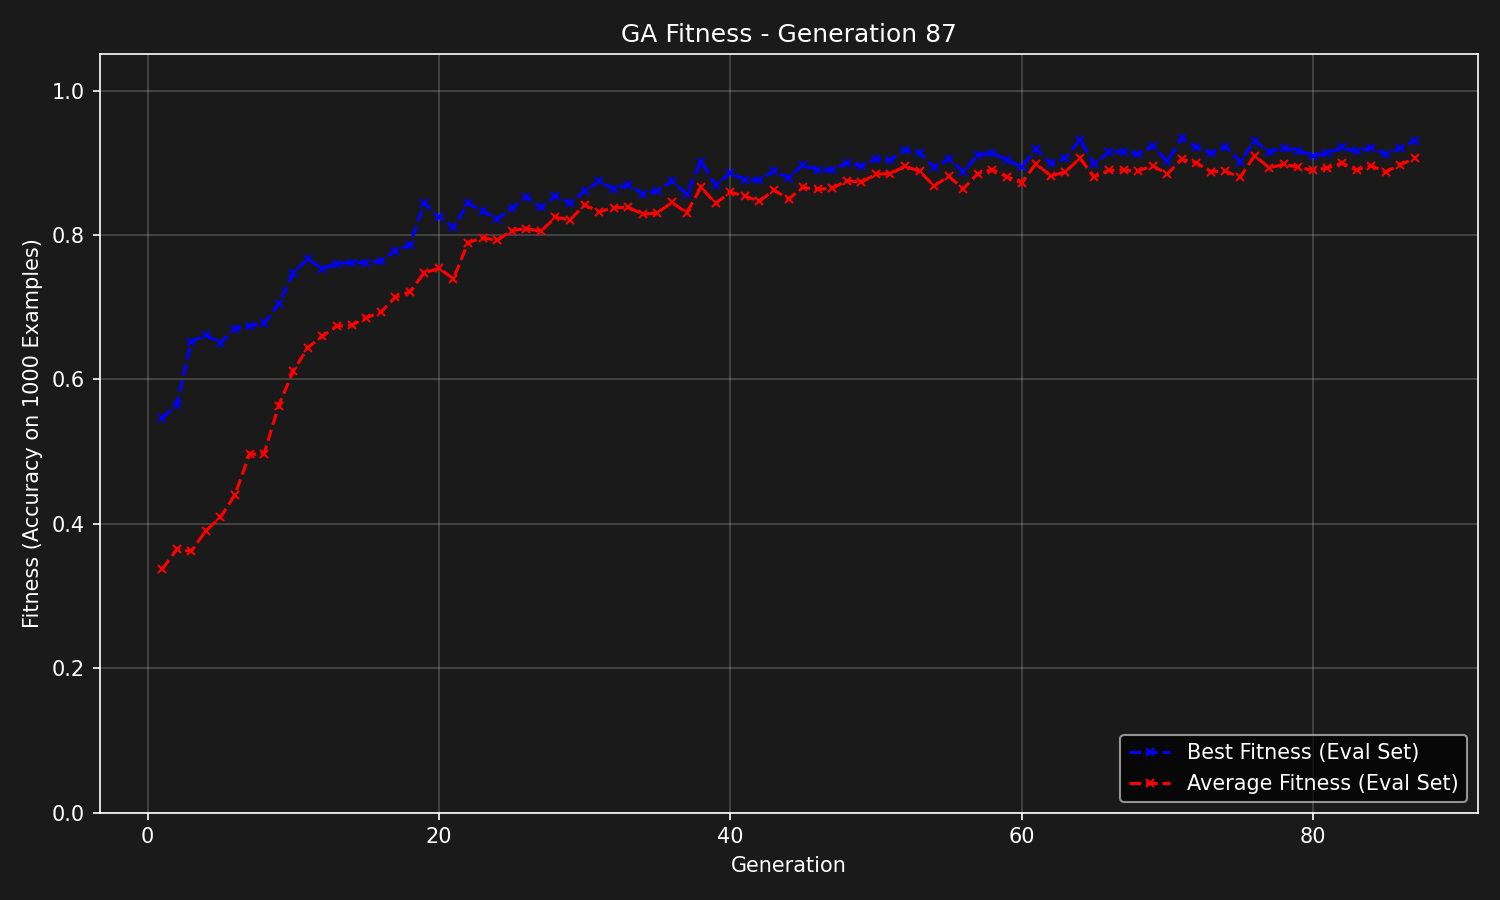 GA Fitness - Generation 87
Fitness (Accuracy on 1000 Examples)
1.0
0.8
0.6
0.4
0.2
0.0
0 20 40 60 80
Generation
Best Fitness (Eval Set)
Average Fitness (Eval Set)